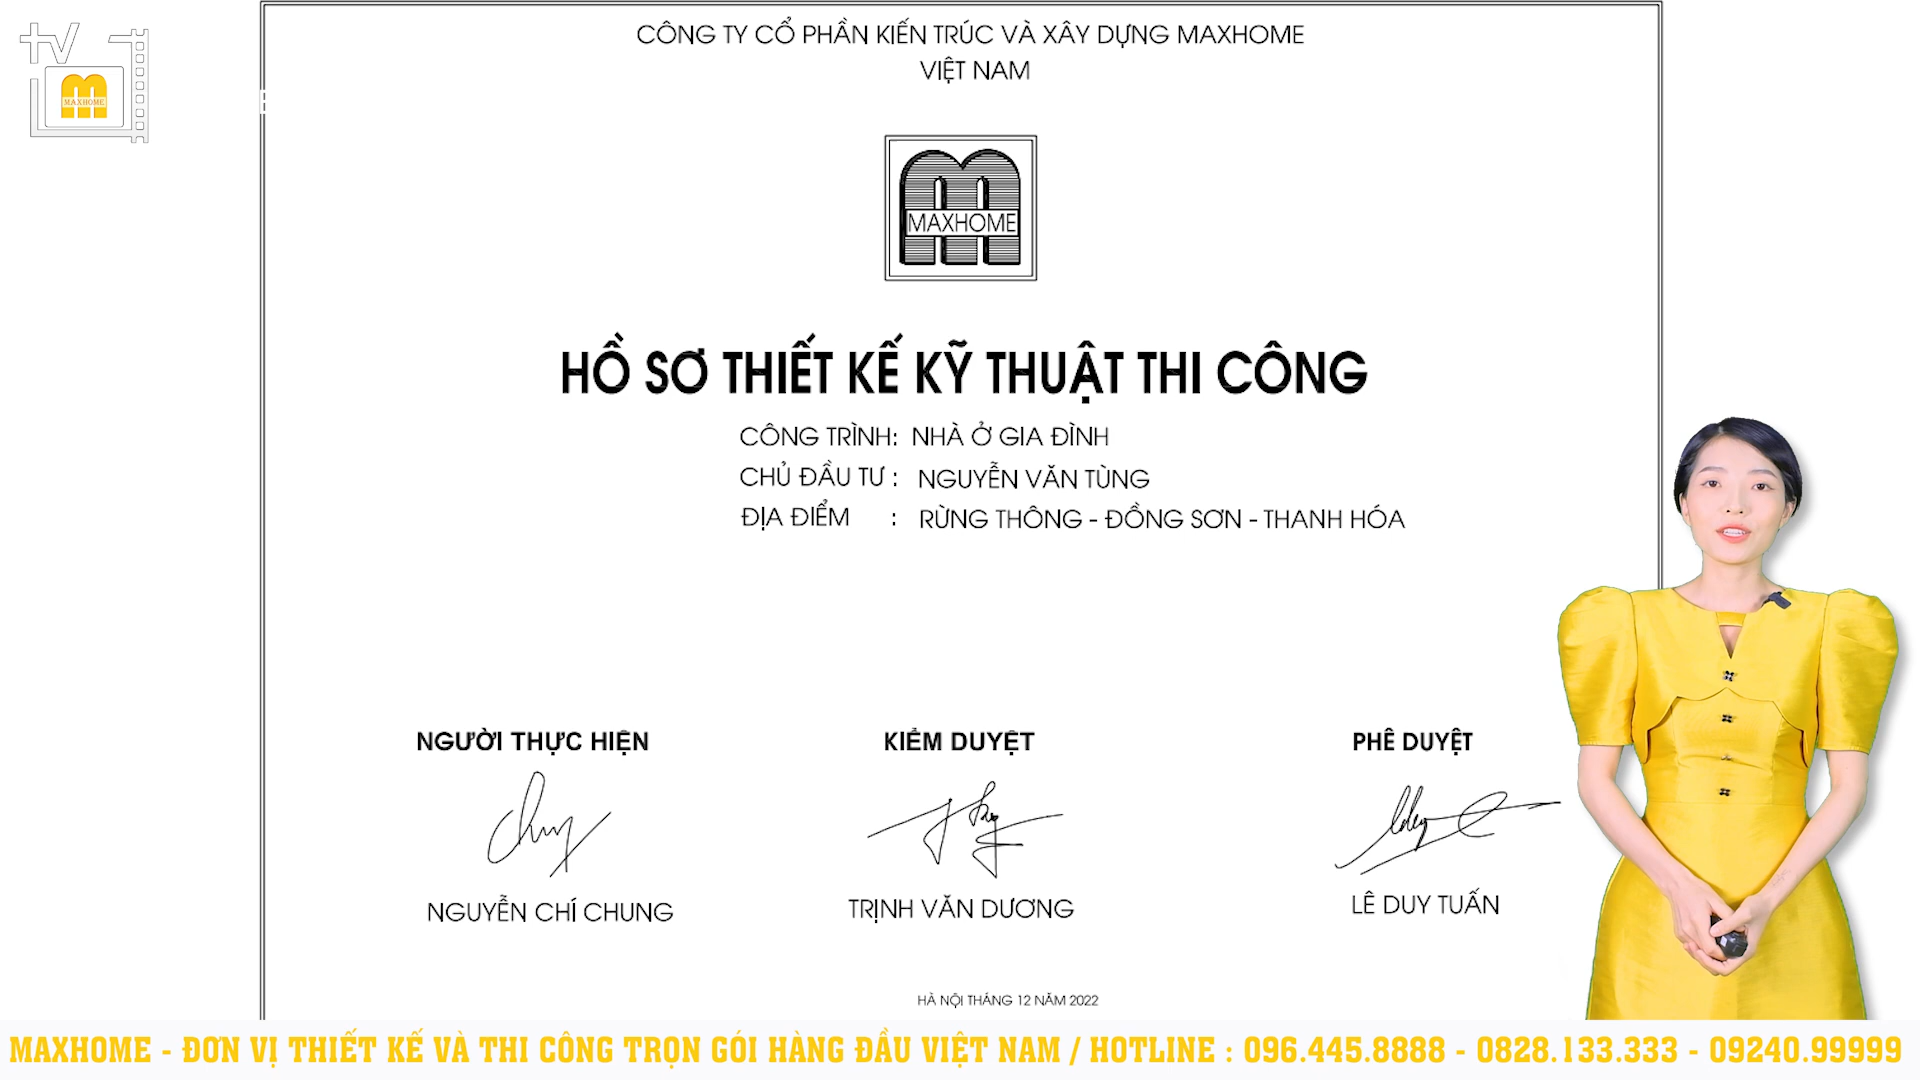 TV
MAXHOME
CÔNG TY CỔ PHẦN KIẾN TRÚC VÀ XÂY DỰNG MAXHOME
VIỆT NAM
MAXHOME
HỒ SƠ THIẾT KẾ KỸ THUẬT THI CÔNG
CÔNG TRÌNH: NHÀ Ở GIA ĐÌNH
CHỦ ĐẦU TƯ : NGUYỄN VĂN TÙNG
ĐỊA ĐIỂM : RỪNG THÔNG - ĐỒNG SƠN - THANH HÓA
NGƯỜI THỰC HIỆN KIỂM DUYỆT PHÊ DUYỆT
NGUYỄN CHÍ CHUNG TRỊNH VĂN DƯƠNG LÊ DUY TUẤN
HÀ NỘI THÁNG 12 NĂM 2022
MAXHOME - ĐƠN VỊ THIẾT KẾ VÀ THI CÔNG TRỌN GÓI HÀNG ĐẦU VIỆT NAM / HOTLINE : 096.445.8888 - 0828.133.333 - 09240.99999